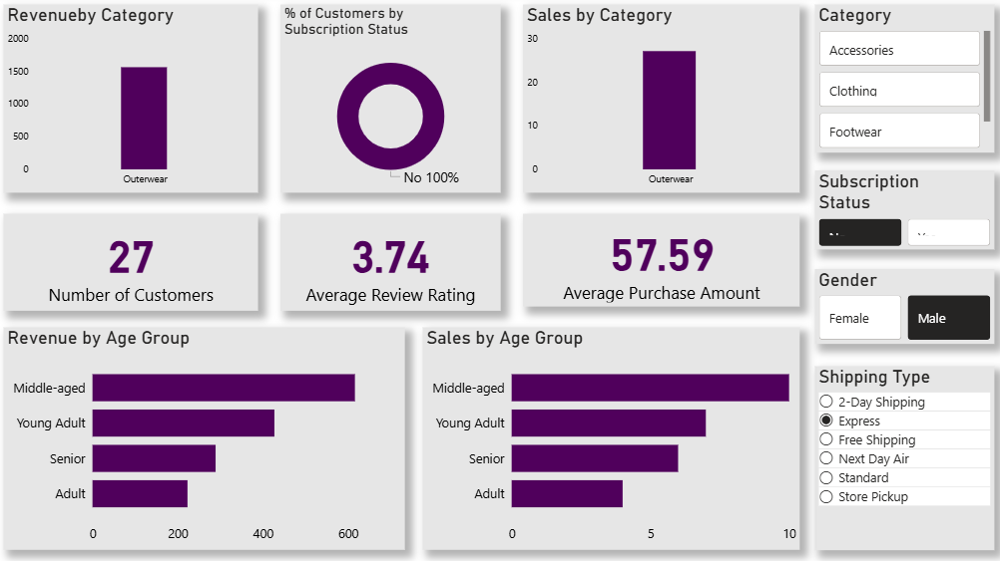 Revenueby Category
2000
1500
1000
500
0
Outerwear
% of Customers by
Subscription Status
No 100%
Sales by Category
30
20
10
0
Outerwear
27
Number of Customers
3.74
Average Review Rating
57.59
Average Purchase Amount
Revenue by Age Group
Middle-aged
Young Adult
Senior
Adult
0 200 400 600
Sales by Age Group
Middle-aged
Young Adult
Senior
Adult
0 5 10
Category
Accessories
Clothing
Footwear
Subscription
Status
Gender
Female Male
Shipping Type
2-Day Shipping
Express
Free Shipping
Next Day Air
Standard
Store Pickup